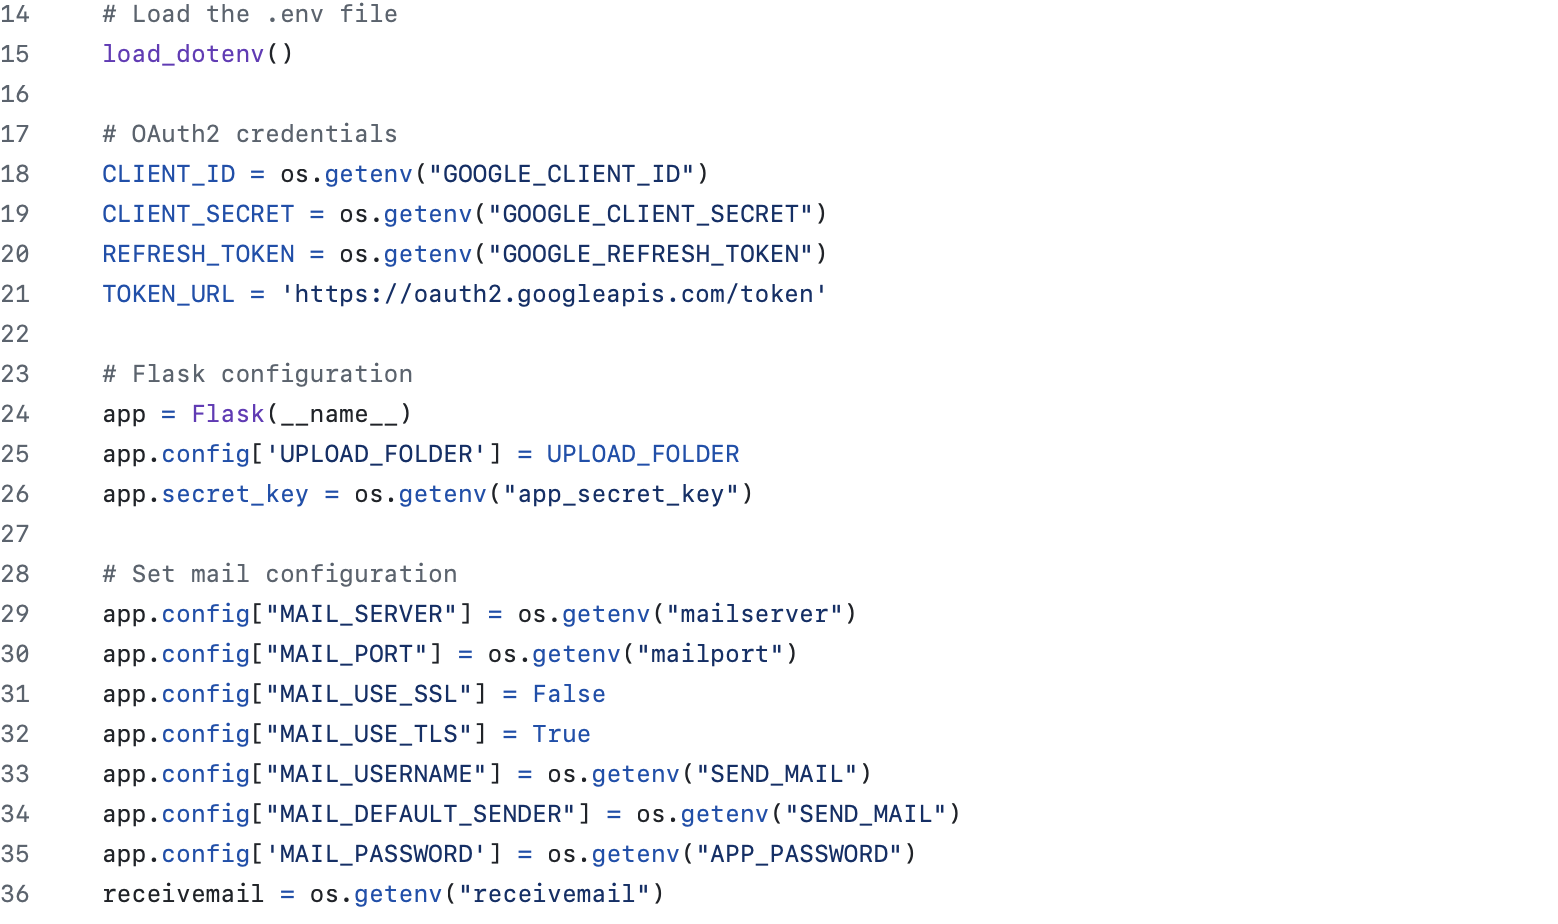 14 # Load the .env file
15 load_dotenv()
16
17 # OAuth2 credentials
18 CLIENT_ID = os.getenv("GOOGLE_CLIENT_ID")
19 CLIENT_SECRET = os.getenv("GOOGLE_CLIENT_SECRET")
20 REFRESH_TOKEN = os.getenv("GOOGLE_REFRESH_TOKEN")
21 TOKEN_URL = 'https://oauth2.googleapis.com/token'
22
23 # Flask configuration
24 app = Flask(__name__)
25 app.config['UPLOAD_FOLDER'] = UPLOAD_FOLDER
26 app.secret_key = os.getenv("app_secret_key")
27
28 # Set mail configuration
29 app.config["MAIL_SERVER"] = os.getenv("mailserver")
30 app.config["MAIL_PORT"] = os.getenv("mailport")
31 app.config["MAIL_USE_SSL"] = False
32 app.config["MAIL_USE_TLS"] = True
33 app.config["MAIL_USERNAME"] = os.getenv("SEND_MAIL")
34 app.config["MAIL_DEFAULT_SENDER"] = os.getenv("SEND_MAIL")
35 app.config['MAIL_PASSWORD'] = os.getenv("APP_PASSWORD")
36 receivemail = os.getenv("receivemail")